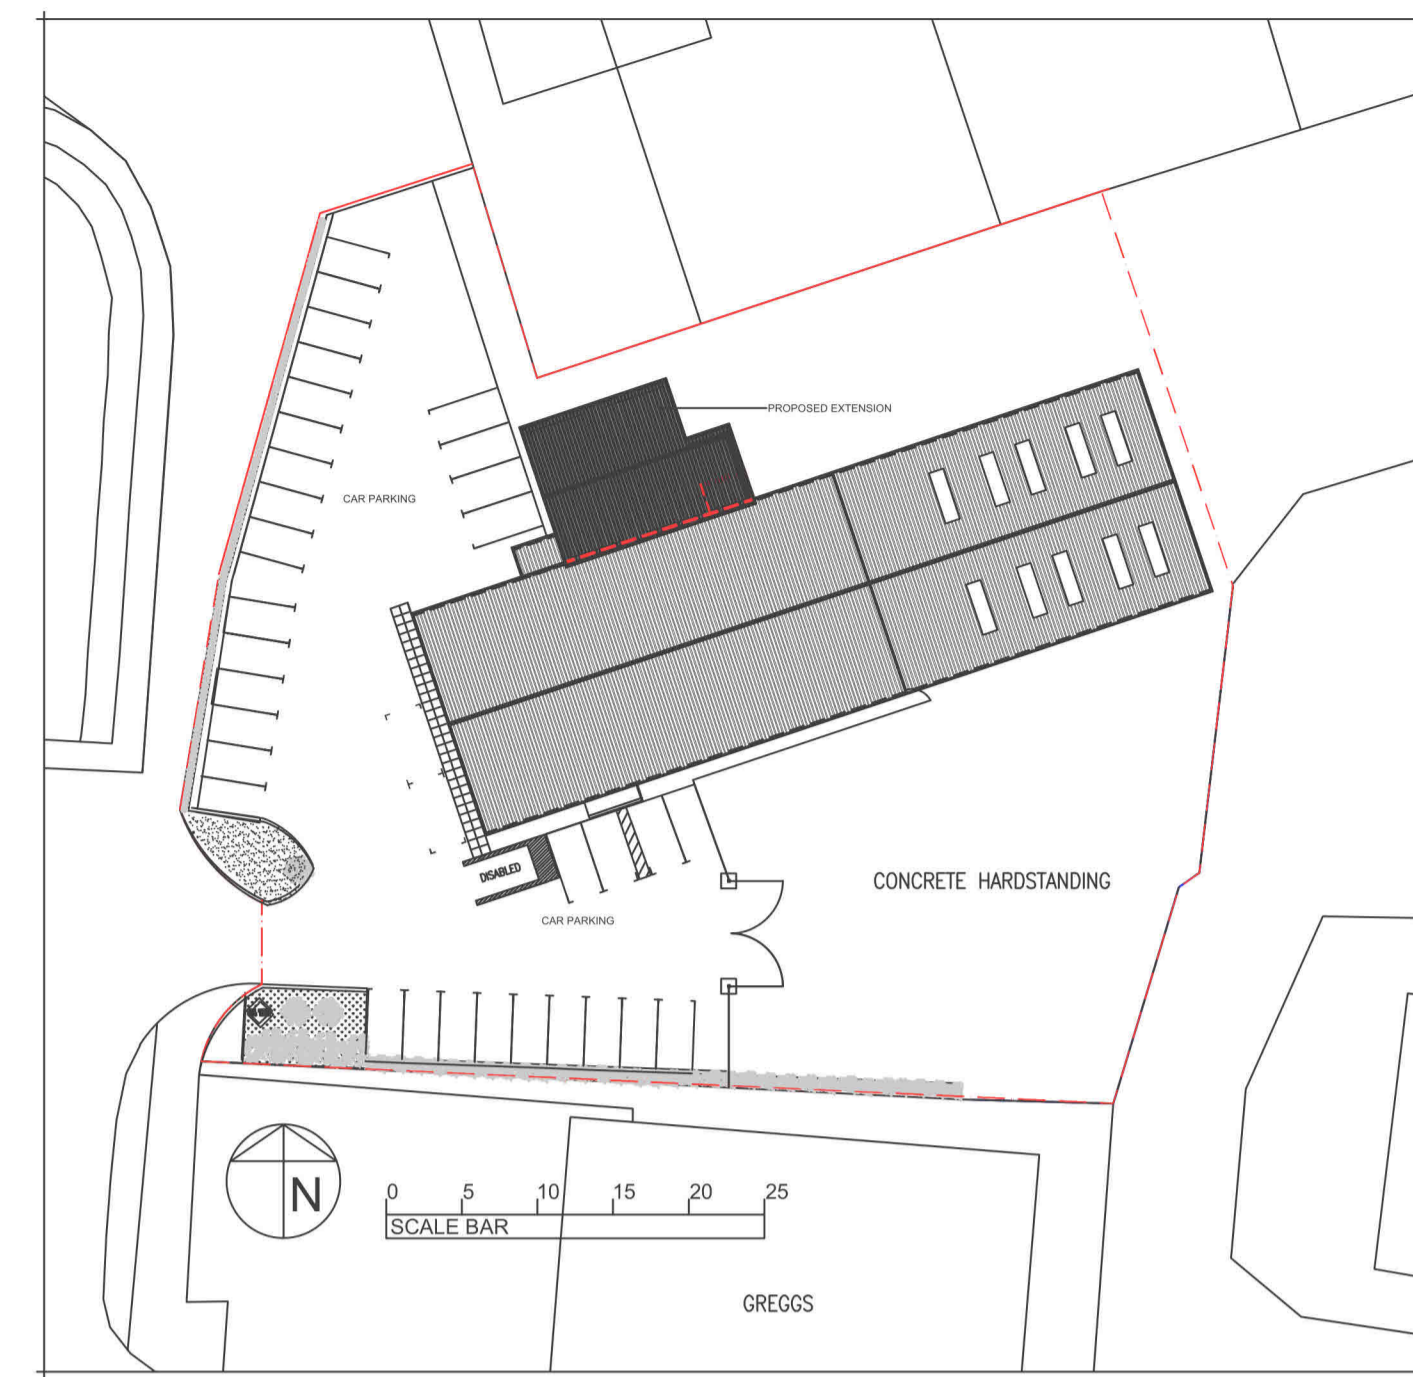 PROPOSED EXTENSION
CAR PARKING
DISABLED
CONCRETE HARDSTANDING
CAR PARKING
N
0 5 10 15 20 25
SCALE BAR
GREGGS